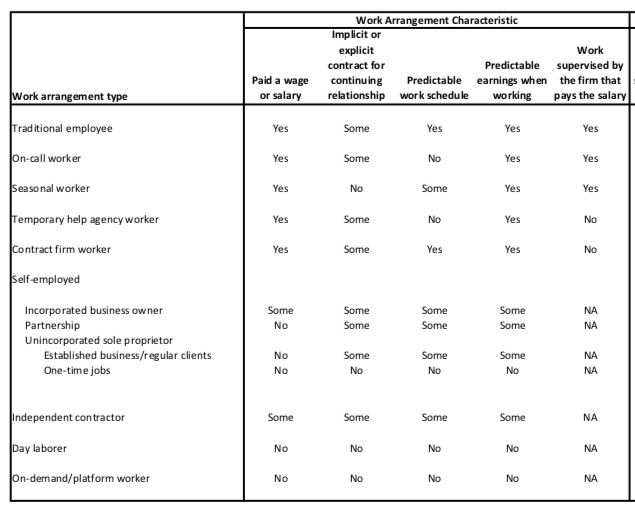 Work Arrangement Characteristic
Work arrangement type
Paid a wage or salary
Implicit or explicit contract for continuing relationship
Predictable work schedule
Predictable earnings when working
Work supervised by the firm that pays the salary
Traditional employee Yes Some Yes Yes Yes
On-call worker Yes Some No Yes Yes
Seasonal worker Yes No Some Yes Yes
Temporary help agency worker Yes Some No Yes No
Contract firm worker Yes Some Yes Yes No
Self-employed
Incorporated business owner Some Some Some Some NA
Partnership No Some Some Some NA
Unincorporated sole proprietor
Established business/regular clients No Some Some Some NA
One-time jobs No No No No NA
Independent contractor Some Some Some Some NA
Day laborer No No No No NA
On-demand/platform worker No No No No NA